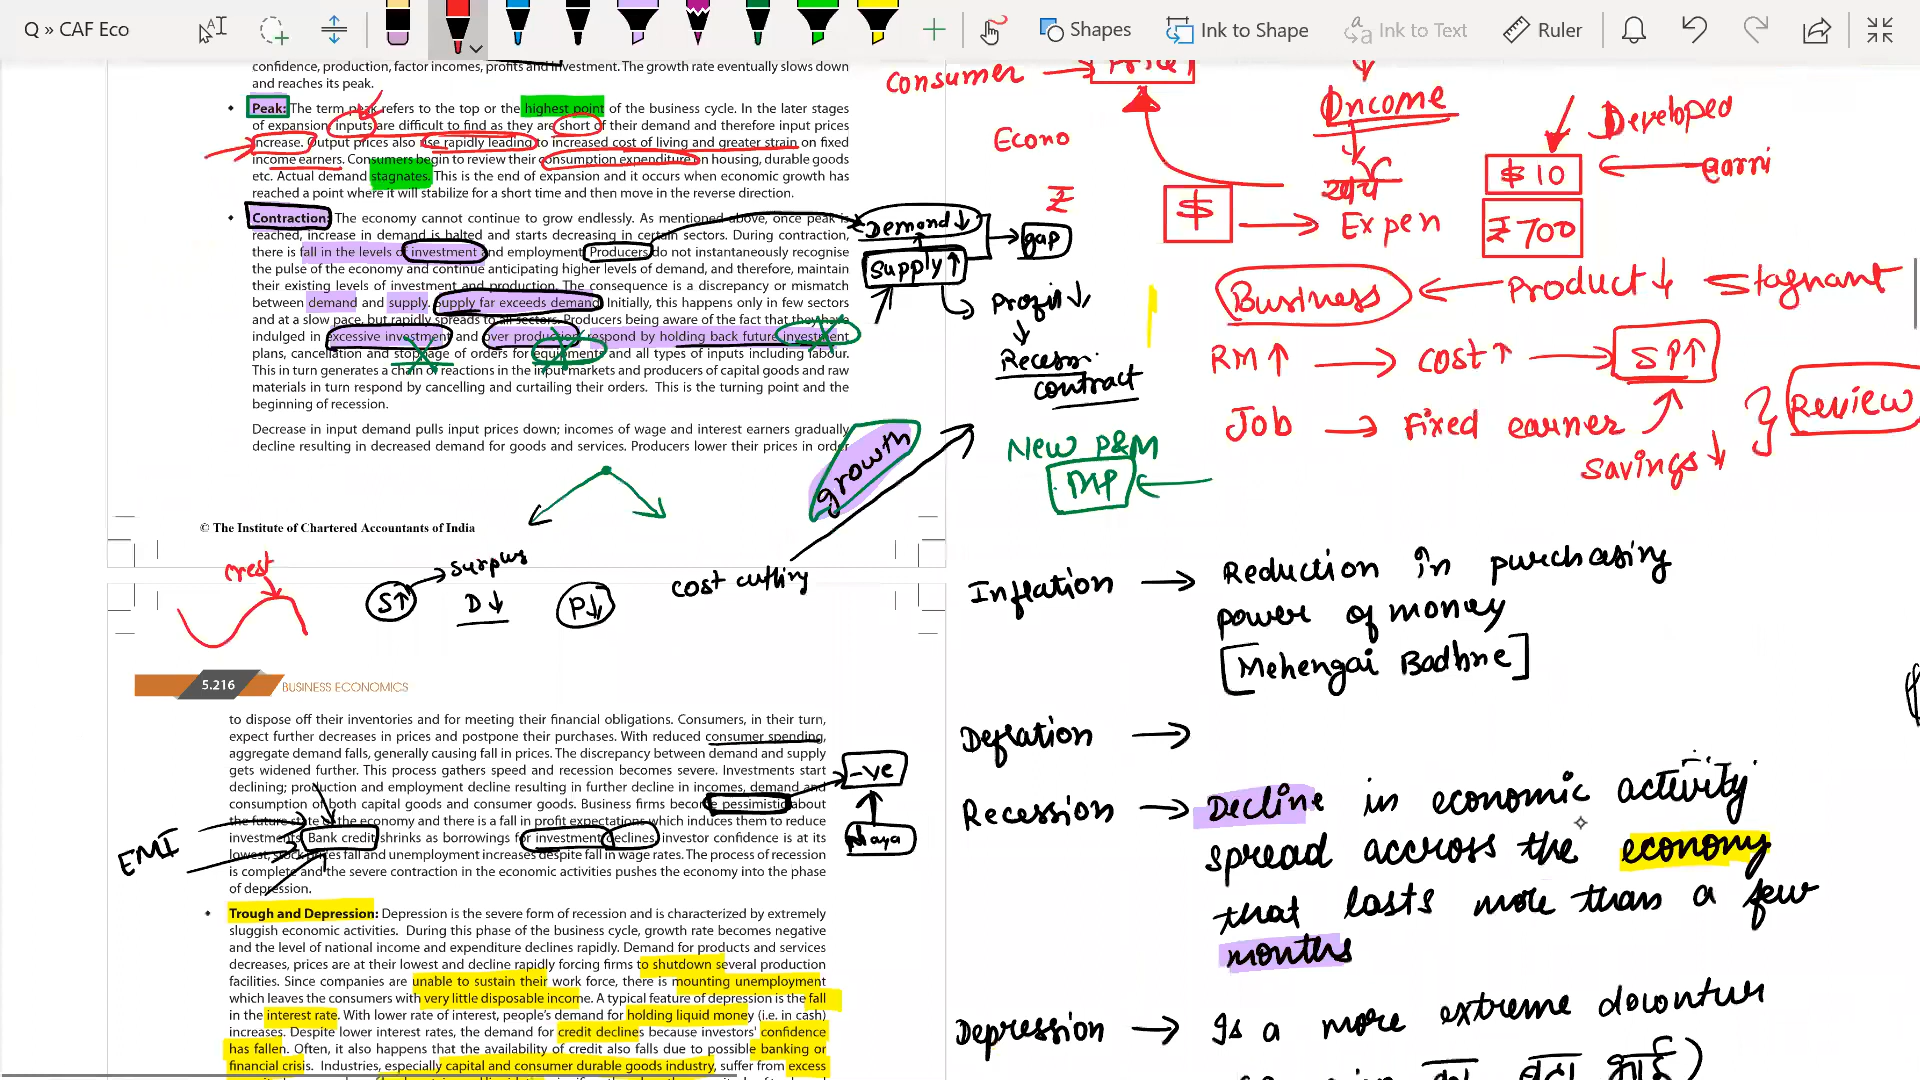 Q » CAF Eco
Shapes
Ink to Shape
Ink to Text
Ruler
confidence, production, factor incomes, profits and investment. The growth rate eventually slows down
and reaches its peak.
Peak: The term peak refers to the top or the highest point of the business cycle. In the later stages
of expansion, inputs are difficult to find as they are short of their demand and therefore input prices
increase. Output prices also rise rapidly leading to increased cost of living and greater strain on fixed
income earners. Consumers begin to review their consumption expenditure on housing, durable goods
etc. Actual demand stagnates. This is the end of expansion and it occurs when economic growth has
reached a point where it will stabilize for a short time and then move in the reverse direction.
Contraction: The economy cannot continue to grow endlessly. As mentioned above, once peak is
reached, increase in demand is halted and starts decreasing in certain sectors. During contraction,
there is fall in the levels of investment and employment. Producers do not instantaneously recognise
the pulse of the economy and continue anticipating higher levels of demand, and therefore, maintain
their existing levels of investment and production. The consequence is a discrepancy or mismatch
between demand and supply. Supply far exceeds demand. Initially, this happens only in few sectors
and at a slow pace, but rapidly spreads to all sectors. Producers being aware of the fact that they have
indulged in excessive investment and over production, respond by holding back future investment
plans, cancellation and stoppage of orders for equipments and all types of inputs including labour.
This in turn generates a chain of reactions in the input markets and producers of capital goods and raw
materials in turn respond by cancelling and curtailing their orders. This is the turning point and the
beginning of recession.
Decrease in input demand pulls input prices down; incomes of wage and interest earners gradually
decline resulting in decreased demand for goods and services. Producers lower their prices in order
© The Institute of Chartered Accountants of India
Demand ↓
Supply ↑
gap
Profit ↓
Recess.
contract
growth
New P&M
cost cutting
Crest
S↑
surplus
D↓
P↓
consumer
Econo
₹
$
Income
Expen
$ 10
₹ 700
Developed
earni
Business
Product ↓ Stagnant
RM ↑ → cost ↑ → SP↑
Job → Fixed earner
Savings ↓
Review
5.216 BUSINESS ECONOMICS
to dispose off their inventories and for meeting their financial obligations. Consumers, in their turn,
expect further decreases in prices and postpone their purchases. With reduced consumer spending,
aggregate demand falls, generally causing fall in prices. The discrepancy between demand and supply
gets widened further. This process gathers speed and recession becomes severe. Investments start
declining; production and employment decline resulting in further decline in incomes, demand and
consumption of both capital goods and consumer goods. Business firms become pessimistic about
the future state of the economy and there is a fall in profit expectations which induces them to reduce
investments. Bank credit shrinks as borrowings for investment declines, investor confidence is at its
lowest, stock prices fall and unemployment increases despite fall in wage rates. The process of recession
is complete and the severe contraction in the economic activities pushes the economy into the phase
of depression.
-ve
Naya
EMI
Trough and Depression: Depression is the severe form of recession and is characterized by extremely
sluggish economic activities. During this phase of the business cycle, growth rate becomes negative
and the level of national income and expenditure declines rapidly. Demand for products and services
decreases, prices are at their lowest and decline rapidly forcing firms to shutdown several production
facilities. Since companies are unable to sustain their work force, there is mounting unemployment
which leaves the consumers with very little disposable income. A typical feature of depression is the fall
in the interest rate. With lower rate of interest, people's demand for holding liquid money (i.e. in cash)
increases. Despite lower interest rates, the demand for credit declines because investors' confidence
has fallen. Often, it also happens that the availability of credit also falls due to possible banking or
financial crisis. Industries, especially capital and consumer durable goods industry, suffer from excess
Inflation → Reduction in purchasing
power of money
[Mehengai Badhne]
Deflation →
Recession → Decline in economic activity
spread accross the economy
that lasts more than a few
months
Depression → Is a more extreme downtur